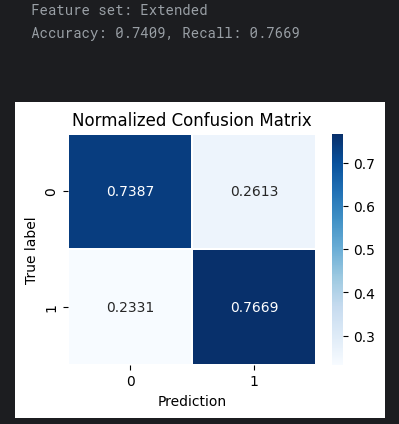 Feature set: Extended
Accuracy: 0.7409, Recall: 0.7669
Normalized Confusion Matrix
0.7387 0.2613
0.2331 0.7669
0
1
True label
0 1
Prediction
0.7
0.6
0.5
0.4
0.3